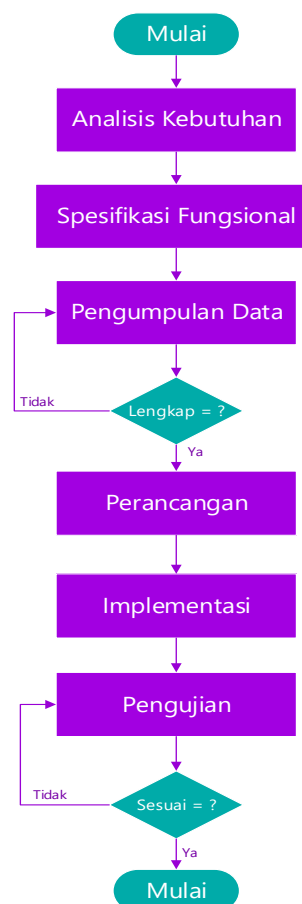 Mulai
Analisis Kebutuhan
Spesifikasi Fungsional
Pengumpulan Data
Lengkap = ?
Tidak
Ya
Perancangan
Implementasi
Pengujian
Tidak
Sesuai = ?
Ya
Mulai